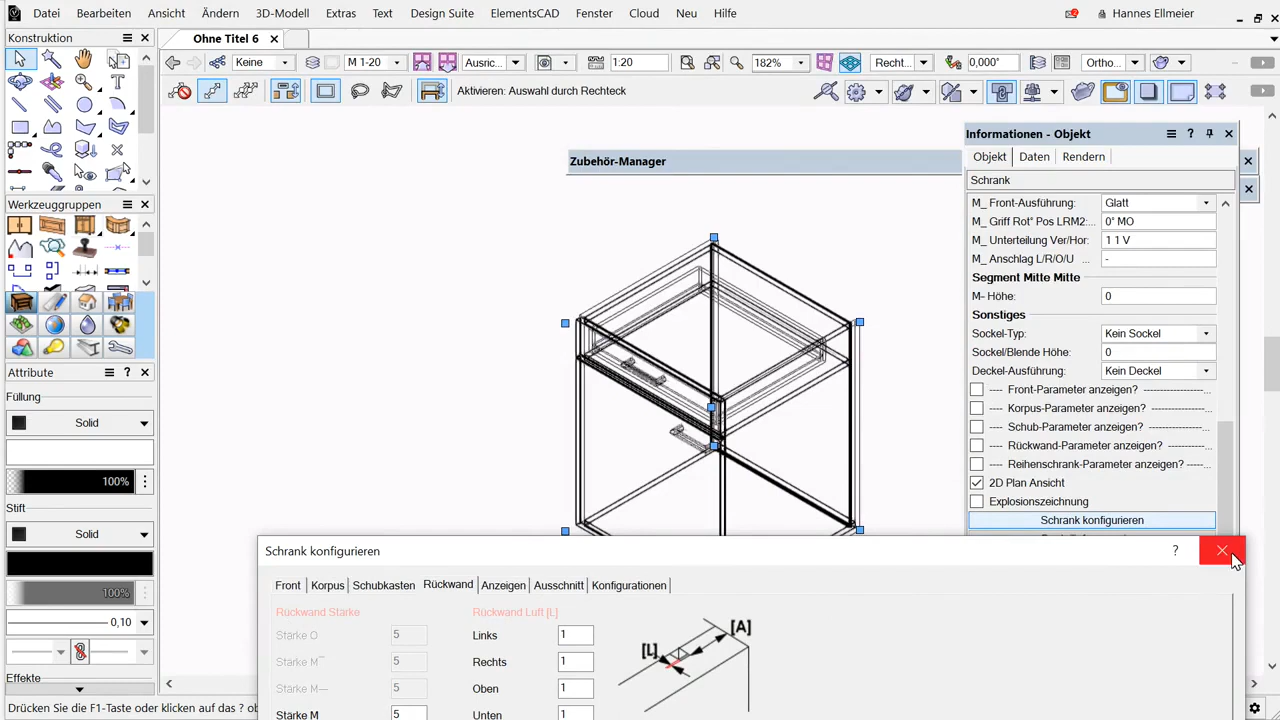 Datei Bearbeiten Ansicht Ändern 3D-Modell Extras Text Design Suite ElementsCAD Fenster Cloud Neu Hilfe Hannes Ellmeier
Konstruktion
Ohne Titel 6
Keine M 1-20 Ausric... 1:20 182% Recht... 0,000° Ortho...
Aktivieren: Auswahl durch Rechteck
Informationen - Objekt
Zubehör-Manager
Objekt Daten Rendern
Schrank
M_ Front-Ausführung: Glatt
Werkzeuggruppen
M_ Griff Rot° Pos LRM2: 0° MO
M_ Unterteilung Ver/Hor: 1 1 V
M_ Anschlag L/R/O/U ... -
Segment Mitte Mitte
M- Höhe: 0
Sonstiges
Sockel-Typ: Kein Sockel
Sockel/Blende Höhe: 0
Deckel-Ausführung: Kein Deckel
Attribute
---- Front-Parameter anzeigen? ----------------
Füllung
---- Korpus-Parameter anzeigen? --------------
Solid
---- Schub-Parameter anzeigen? ---------------
---- Rückwand-Parameter anzeigen? ----------
---- Reihenschrank-Parameter anzeigen? -----
100%
2D Plan Ansicht
Explosionszeichnung
Stift
Schrank konfigurieren
Solid
Schrank konfigurieren
100%
Front Korpus Schubkasten Rückwand Anzeigen Ausschnitt Konfigurationen
Rückwand Stärke Rückwand Luft [L]
0,10
Stärke O 5 Links 1 [A]
[L]
Stärke M¯ 5 Rechts 1
Effekte
Stärke M— 5 Oben 1
Drücken Sie die F1-Taste oder klicken auf das ? ob
Stärke M 5 Unten 1